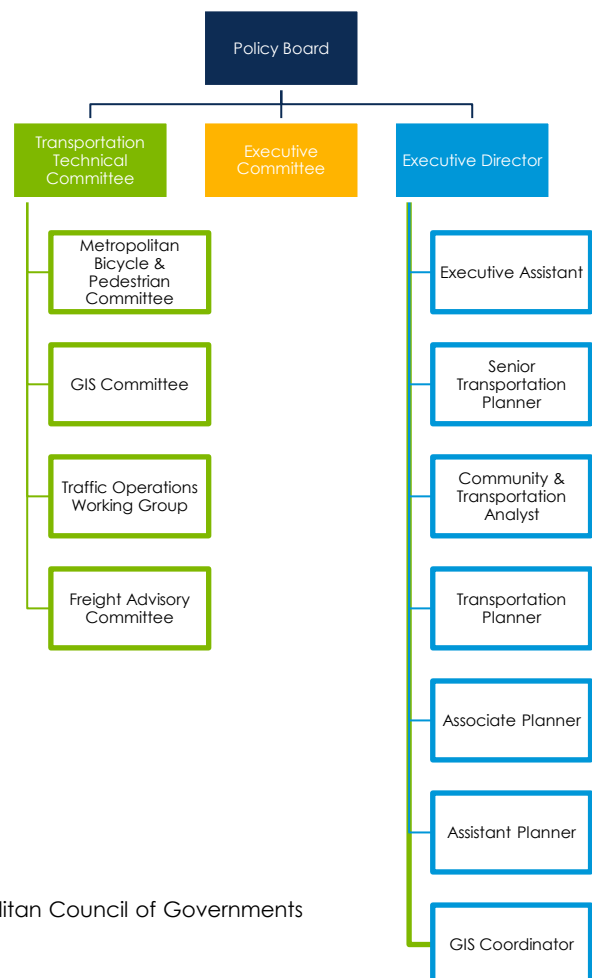 Policy Board
Transportation
Technical
Committee
Executive
Committee
Executive Director
Metropolitan
Bicycle &
Pedestrian
Committee
GIS Committee
Traffic Operations
Working Group
Freight Advisory
Committee
Executive Assistant
Senior
Transportation
Planner
Community &
Transportation
Analyst
Transportation
Planner
Associate Planner
Assistant Planner
GIS Coordinator
litan Council of Governments